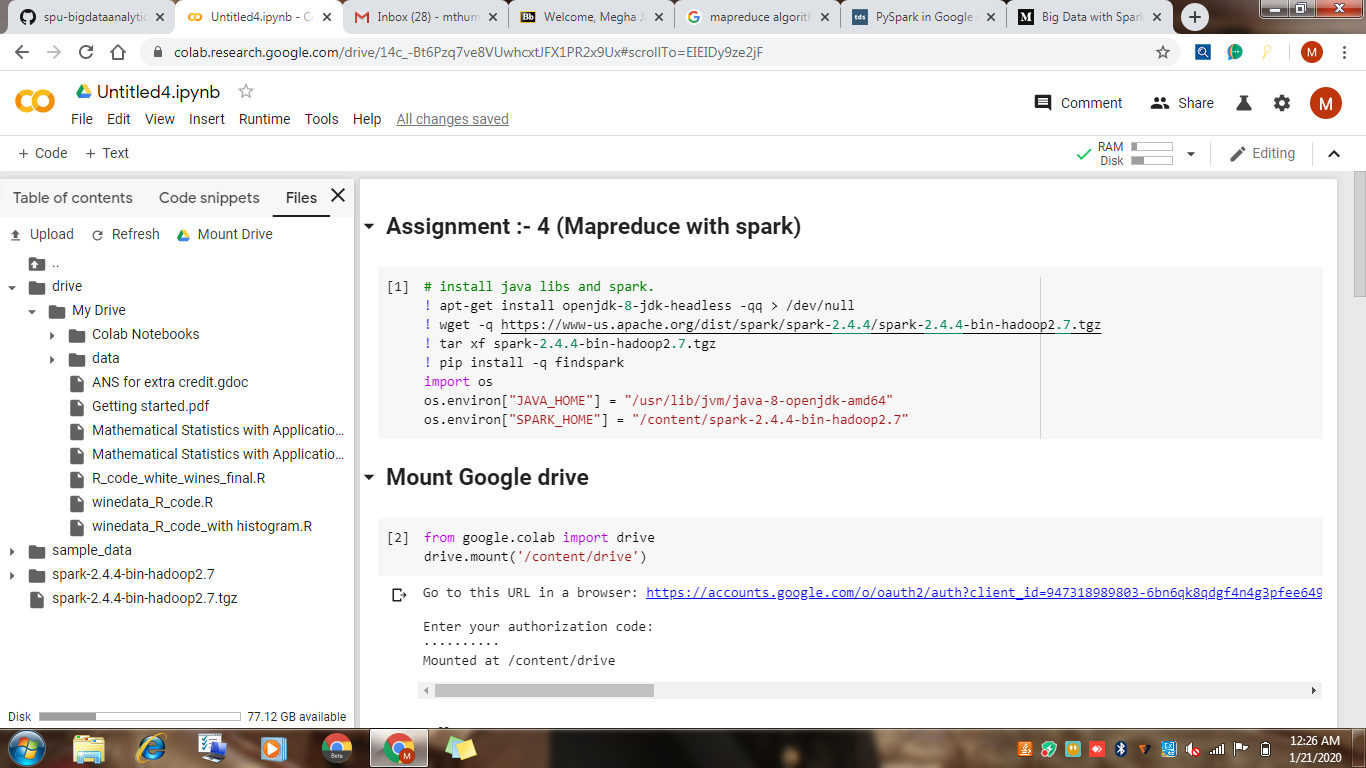 spu-bigdataanalytic
Untitled4.ipynb - C
Inbox (28) - mthum
Welcome, Megha J
mapreduce algorith
PySpark in Google
Big Data with Spar
colab.research.google.com/drive/14c_-Bt6Pzq7ve8VUwhcxtJFX1PR2x9Ux#scrollTo=EIEIDy9ze2jF
Untitled4.ipynb
Comment
Share
M
File Edit View Insert Runtime Tools Help All changes saved
+ Code + Text
RAM
Disk
Editing
Table of contents Code snippets Files
Upload Refresh Mount Drive
..
drive
My Drive
Colab Notebooks
data
ANS for extra credit.gdoc
Getting started.pdf
Mathematical Statistics with Applicatio...
Mathematical Statistics with Applicatio...
R_code_white_wines_final.R
winedata_R_code.R
winedata_R_code_with histogram.R
sample_data
spark-2.4.4-bin-hadoop2.7
spark-2.4.4-bin-hadoop2.7.tgz
Disk 77.12 GB available
Assignment :- 4 (Mapreduce with spark)
[1] # install java libs and spark.
! apt-get install openjdk-8-jdk-headless -qq > /dev/null
! wget -q https://www-us.apache.org/dist/spark/spark-2.4.4/spark-2.4.4-bin-hadoop2.7.tgz
! tar xf spark-2.4.4-bin-hadoop2.7.tgz
! pip install -q findspark
import os
os.environ["JAVA_HOME"] = "/usr/lib/jvm/java-8-openjdk-amd64"
os.environ["SPARK_HOME"] = "/content/spark-2.4.4-bin-hadoop2.7"
Mount Google drive
[2] from google.colab import drive
drive.mount('/content/drive')
Go to this URL in a browser: https://accounts.google.com/o/oauth2/auth?client_id=947318989803-6bn6qk8qdgf4n4g3pfee649
Enter your authorization code:
··········
Mounted at /content/drive
12:26 AM
1/21/2020